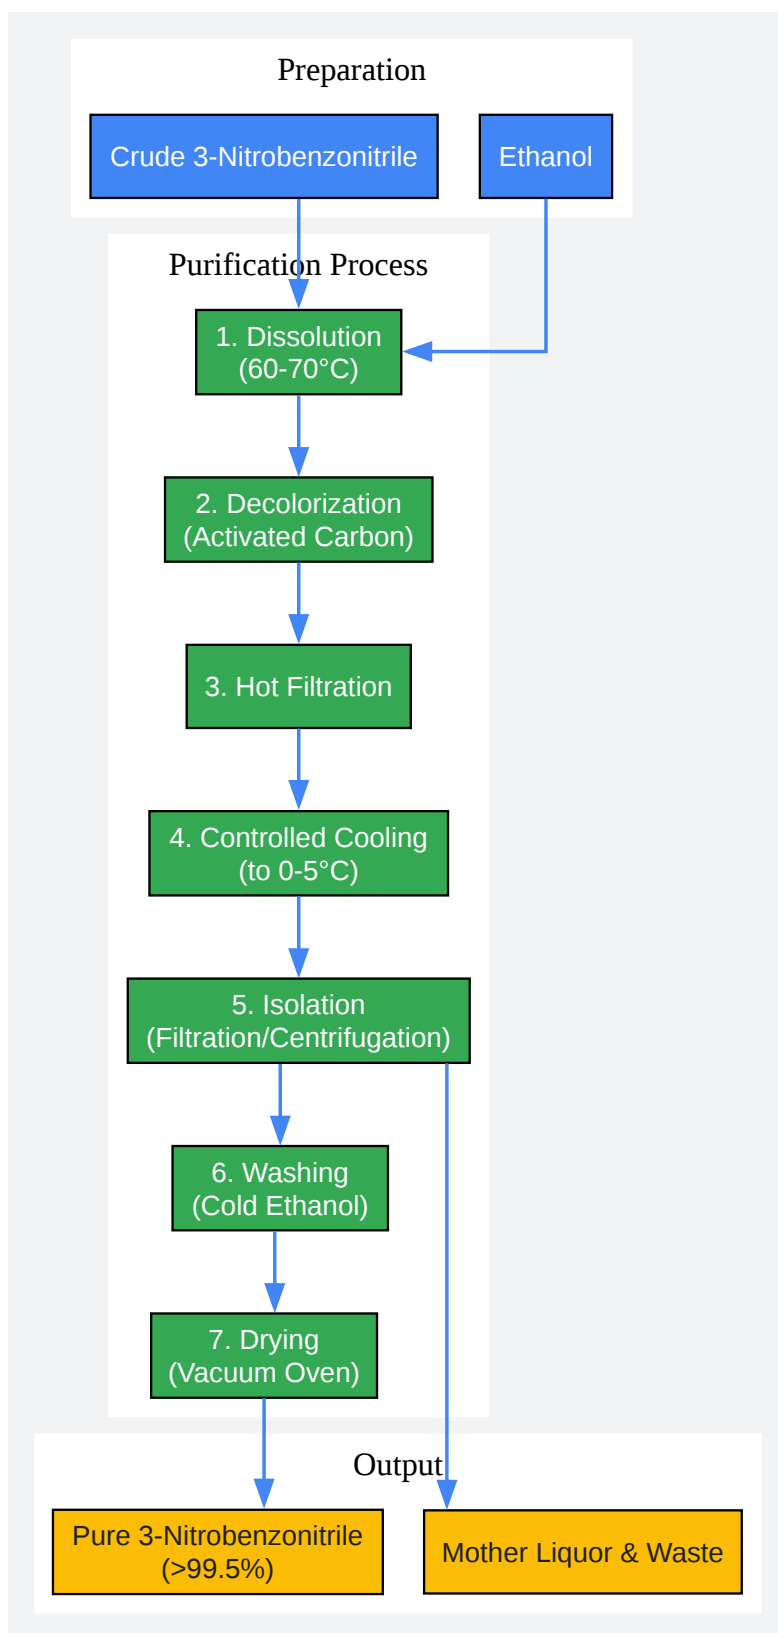 Preparation
Crude 3-Nitrobenzonitrile
Ethanol
Purification Process
1. Dissolution
(60-70°C)
2. Decolorization
(Activated Carbon)
3. Hot Filtration
4. Controlled Cooling
(to 0-5°C)
5. Isolation
(Filtration/Centrifugation)
6. Washing
(Cold Ethanol)
7. Drying
(Vacuum Oven)
Output
Pure 3-Nitrobenzonitrile
(>99.5%)
Mother Liquor & Waste